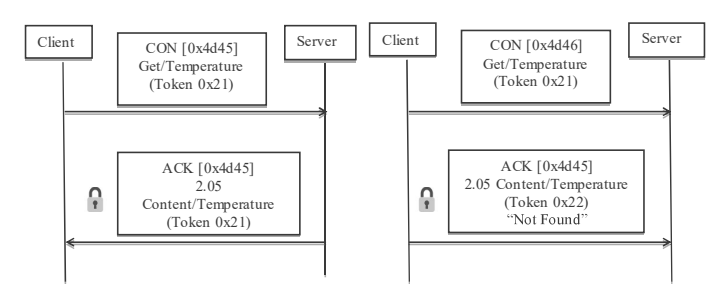 Client
CON [0x4d45]
Get/Temperature
(Token 0x21)
Server
ACK [0x4d45]
2.05
Content/Temperature
(Token 0x21)
Client
CON [0x4d46]
Get/Temperature
(Token 0x21)
Server
ACK [0x4d45]
2.05 Content/Temperature
(Token 0x22)
“Not Found”